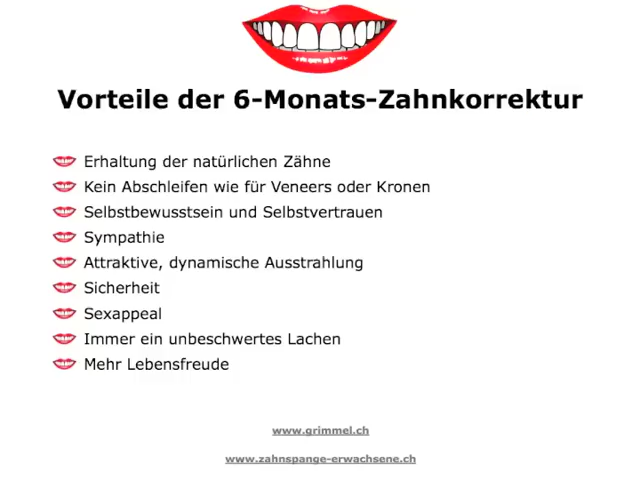 Vorteile der 6-Monats-Zahnkorrektur
Erhaltung der natürlichen Zähne
Kein Abschleifen wie für Veneers oder Kronen
Selbstbewusstsein und Selbstvertrauen
Sympathie
Attraktive, dynamische Ausstrahlung
Sicherheit
Sexappeal
Immer ein unbeschwertes Lachen
Mehr Lebensfreude
www.grimmel.ch
www.zahnspange-erwachsene.ch